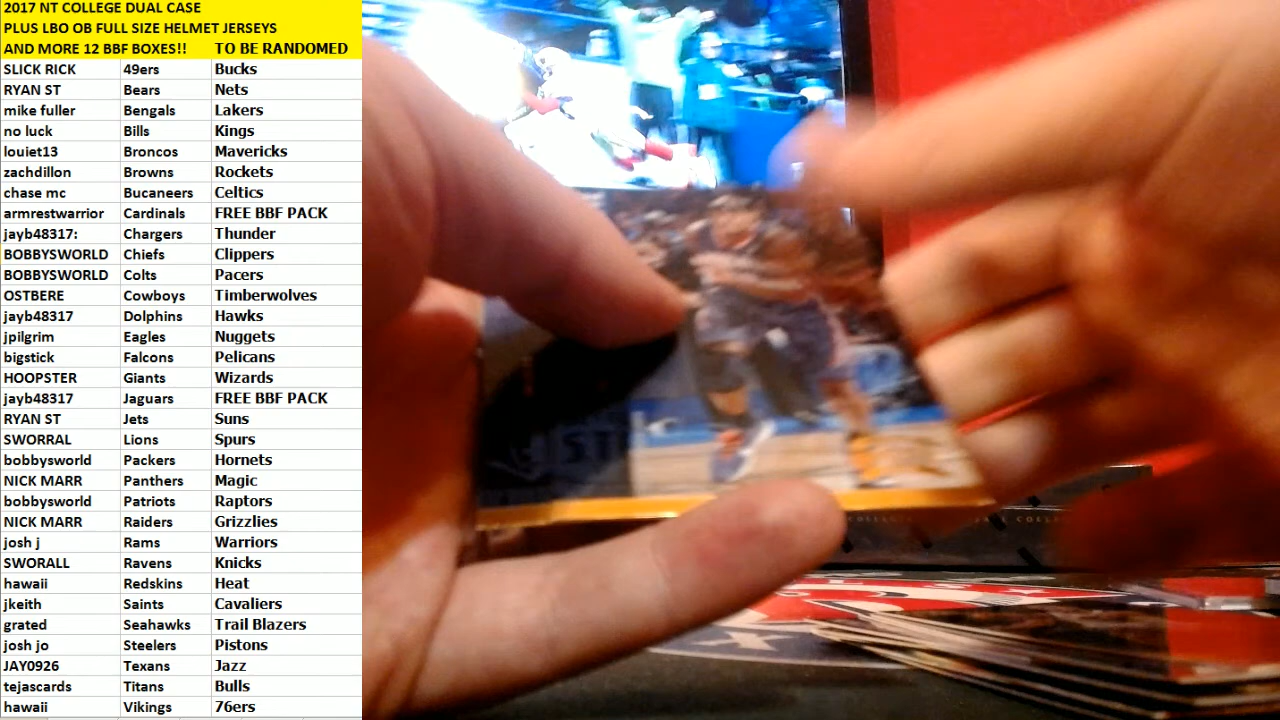 2017 NT COLLEGE DUAL CASE
PLUS LBO OB FULL SIZE HELMET JERSEYS
AND MORE 12 BBF BOXES!! TO BE RANDOMED
SLICK RICK 49ers Bucks
RYAN ST Bears Nets
mike fuller Bengals Lakers
no luck Bills Kings
louiet13 Broncos Mavericks
zachdillon Browns Rockets
chase mc Bucaneers Celtics
armrestwarrior Cardinals FREE BBF PACK
jayb48317: Chargers Thunder
BOBBYSWORLD Chiefs Clippers
BOBBYSWORLD Colts Pacers
OSTBERE Cowboys Timberwolves
jayb48317 Dolphins Hawks
jpilgrim Eagles Nuggets
bigstick Falcons Pelicans
HOOPSTER Giants Wizards
jayb48317 Jaguars FREE BBF PACK
RYAN ST Jets Suns
SWORRAL Lions Spurs
bobbysworld Packers Hornets
NICK MARR Panthers Magic
bobbysworld Patriots Raptors
NICK MARR Raiders Grizzlies
josh j Rams Warriors
SWORALL Ravens Knicks
hawaii Redskins Heat
jkeith Saints Cavaliers
grated Seahawks Trail Blazers
josh jo Steelers Pistons
JAY0926 Texans Jazz
tejascards Titans Bulls
hawaii Vikings 76ers